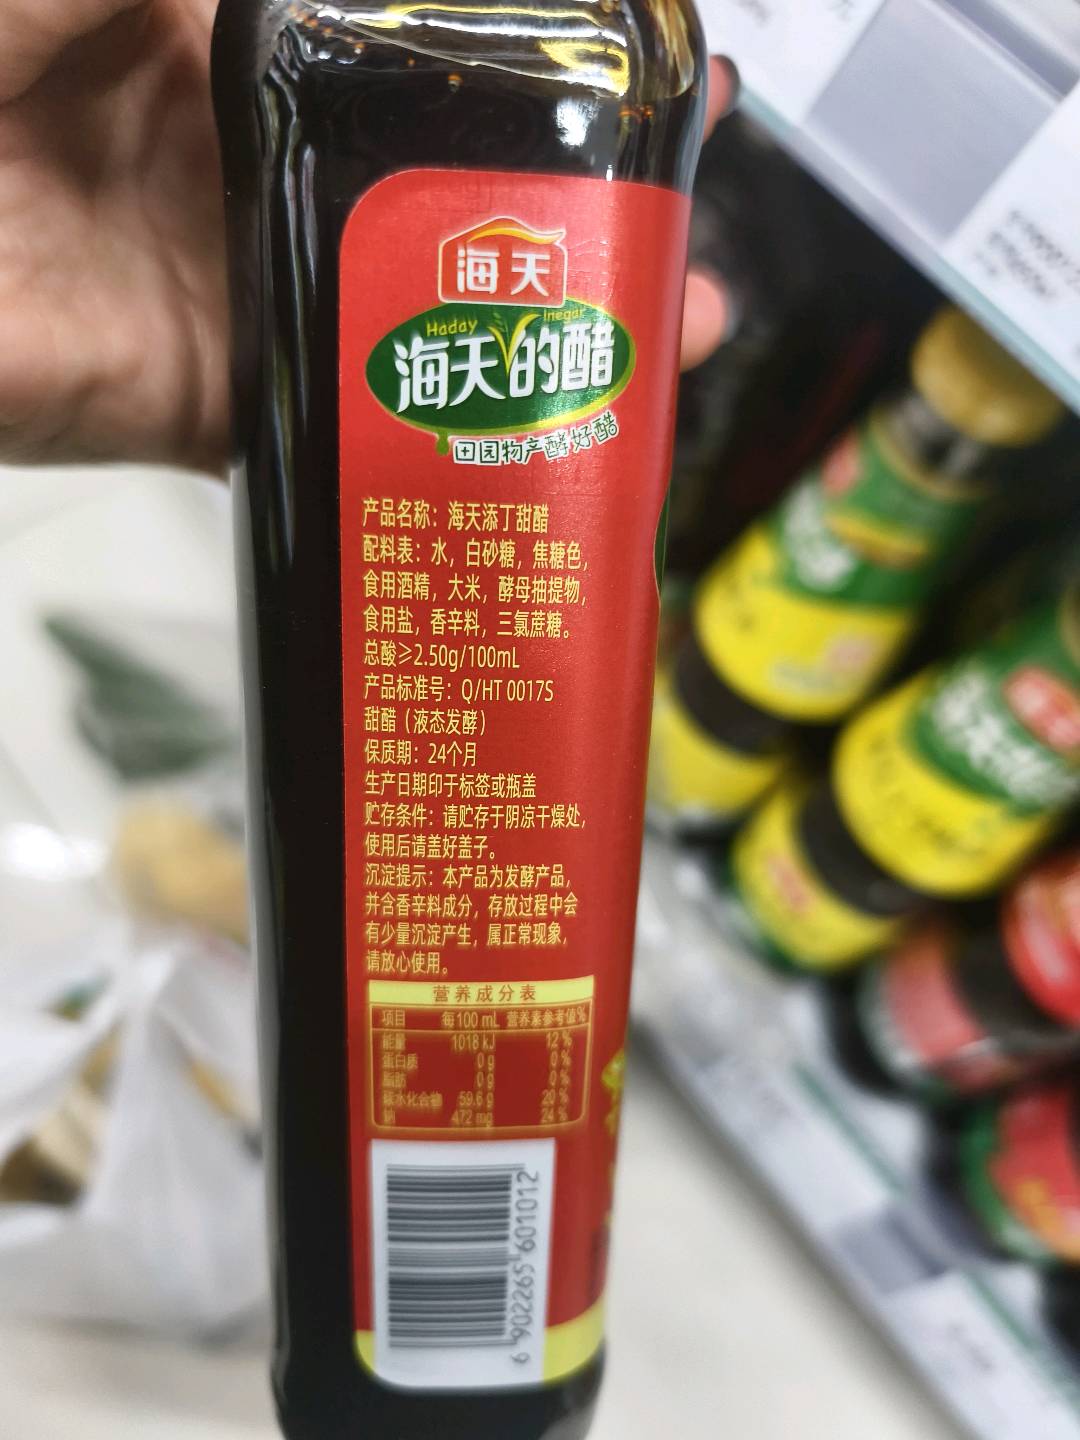 海天
Haday
海天的醋
田园物产酵好醋
产品名称：海天添丁甜醋
配料表：水，白砂糖，焦糖色，
食用酒精，大米，酵母抽提物，
食用盐，香辛料，三氯蔗糖。
总酸≥2.50g/100mL
产品标准号：Q/HT 0017S
甜醋（液态发酵）
保质期：24个月
生产日期印于标签或瓶盖
贮存条件：请贮存于阴凉干燥处，
使用后请盖好盖子。
沉淀提示：本产品为发酵产品，
并含香辛料成分，存放过程中会
有少量沉淀产生，属正常现象，
请放心使用。
营养成分表
项目 每100 mL 营养素参考值%
能量 1018 kJ 12 %
蛋白质 0 g 0 %
脂肪 0 g 0 %
碳水化合物 59.6 g 20 %
钠 472 mg 24 %
6 902265 601012